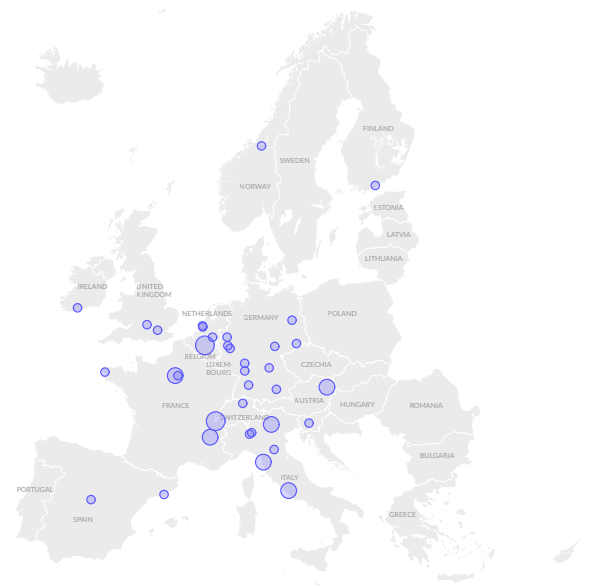 FINLAND
SWEDEN
NORWAY
ESTONIA
LATVIA
LITHUANIA
IRELAND
UNITED
KINGDOM
NETHERLANDS
GERMANY
POLAND
BELGIUM
LUXEM-
BOURG
CZECHIA
FRANCE
AUSTRIA
HUNGARY
ROMANIA
SWITZERLAND
BULGARIA
ITALY
PORTUGAL
SPAIN
GREECE